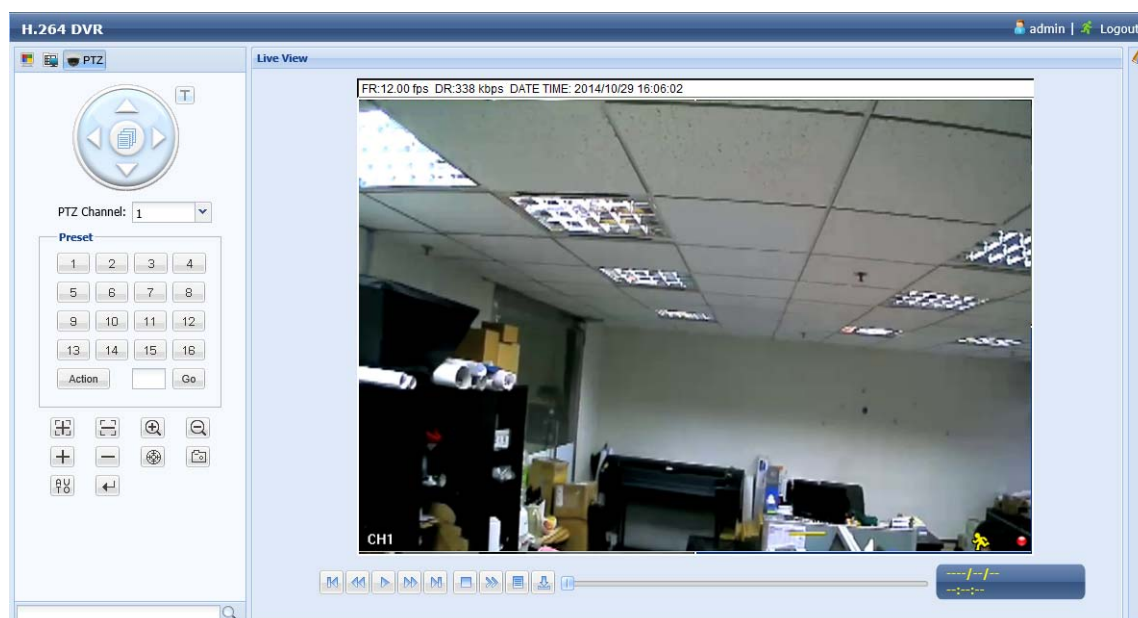 H.264 DVR
admin | Logout
PTZ
T
PTZ Channel: 1
Preset
1 2 3 4
5 6 7 8
9 10 11 12
13 14 15 16
Action Go
AUTO
Live View
FR:12.00 fps DR:338 kbps DATE TIME: 2014/10/29 16:06:02
CH1
----/--/--
--:--:--